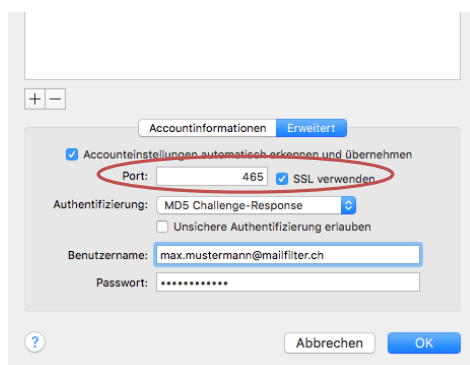 + −
Accountinformationen Erweitert
Accounteinstellungen automatisch erkennen und übernehmen
Port: 465 SSL verwenden
Authentifizierung: MD5 Challenge-Response
Unsichere Authentifizierung erlauben
Benutzername: max.mustermann@mailfilter.ch
Passwort: ••••••••••••
? Abbrechen OK